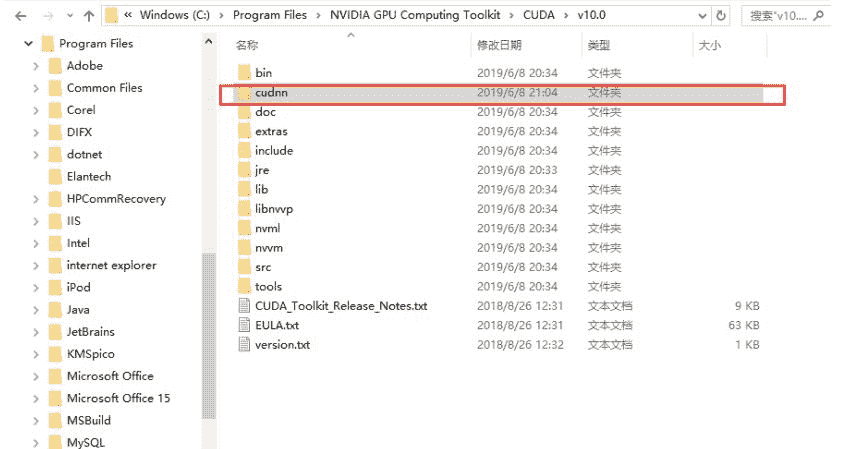 « Windows (C:) > Program Files > NVIDIA GPU Computing Toolkit > CUDA > v10.0
搜索"v10....
Program Files
Adobe
Common Files
Corel
DIFX
dotnet
Elantech
HPCommRecovery
IIS
Intel
internet explorer
iPod
Java
JetBrains
KMSpico
Microsoft Office
Microsoft Office 15
MSBuild
MySQL
名称 修改日期 类型 大小
bin 2019/6/8 20:34 文件夹
cudnn 2019/6/8 21:04 文件夹
doc 2019/6/8 20:34 文件夹
extras 2019/6/8 20:34 文件夹
include 2019/6/8 20:34 文件夹
jre 2019/6/8 20:33 文件夹
lib 2019/6/8 20:34 文件夹
libnvvp 2019/6/8 20:34 文件夹
nvml 2019/6/8 20:34 文件夹
nvvm 2019/6/8 20:34 文件夹
src 2019/6/8 20:34 文件夹
tools 2019/6/8 20:34 文件夹
CUDA_Toolkit_Release_Notes.txt 2018/8/26 12:31 文本文档 9 KB
EULA.txt 2018/8/26 12:31 文本文档 63 KB
version.txt 2018/8/26 12:32 文本文档 1 KB